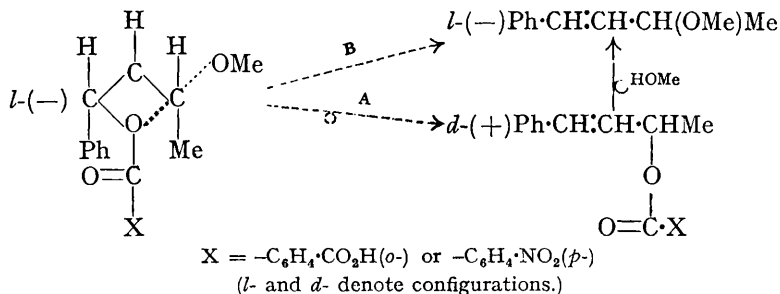 H H H l-(−)Ph·CH:CH·CH(OMe)Me
C OMe B
l-(−) C C A HOMe
O d-(+)Ph·CH:CH·CHMe
Ph Me
O=C O
X O=C·X
X = –C₆H₄·CO₂H(o-) or –C₆H₄·NO₂(p-)
(l- and d- denote configurations.)